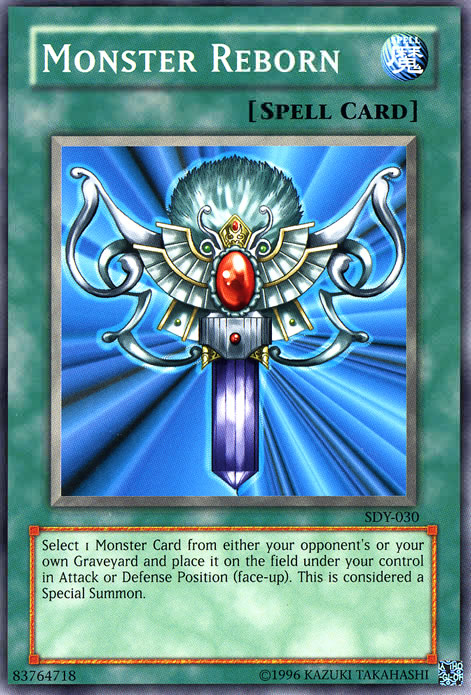 Monster Reborn
SPELL
魔
[Spell Card]
SDY-030
Select 1 Monster Card from either your opponent's or your
own Graveyard and place it on the field under your control
in Attack or Defense Position (face-up). This is considered a
Special Summon.
83764718
©1996 KAZUKI TAKAHASHI